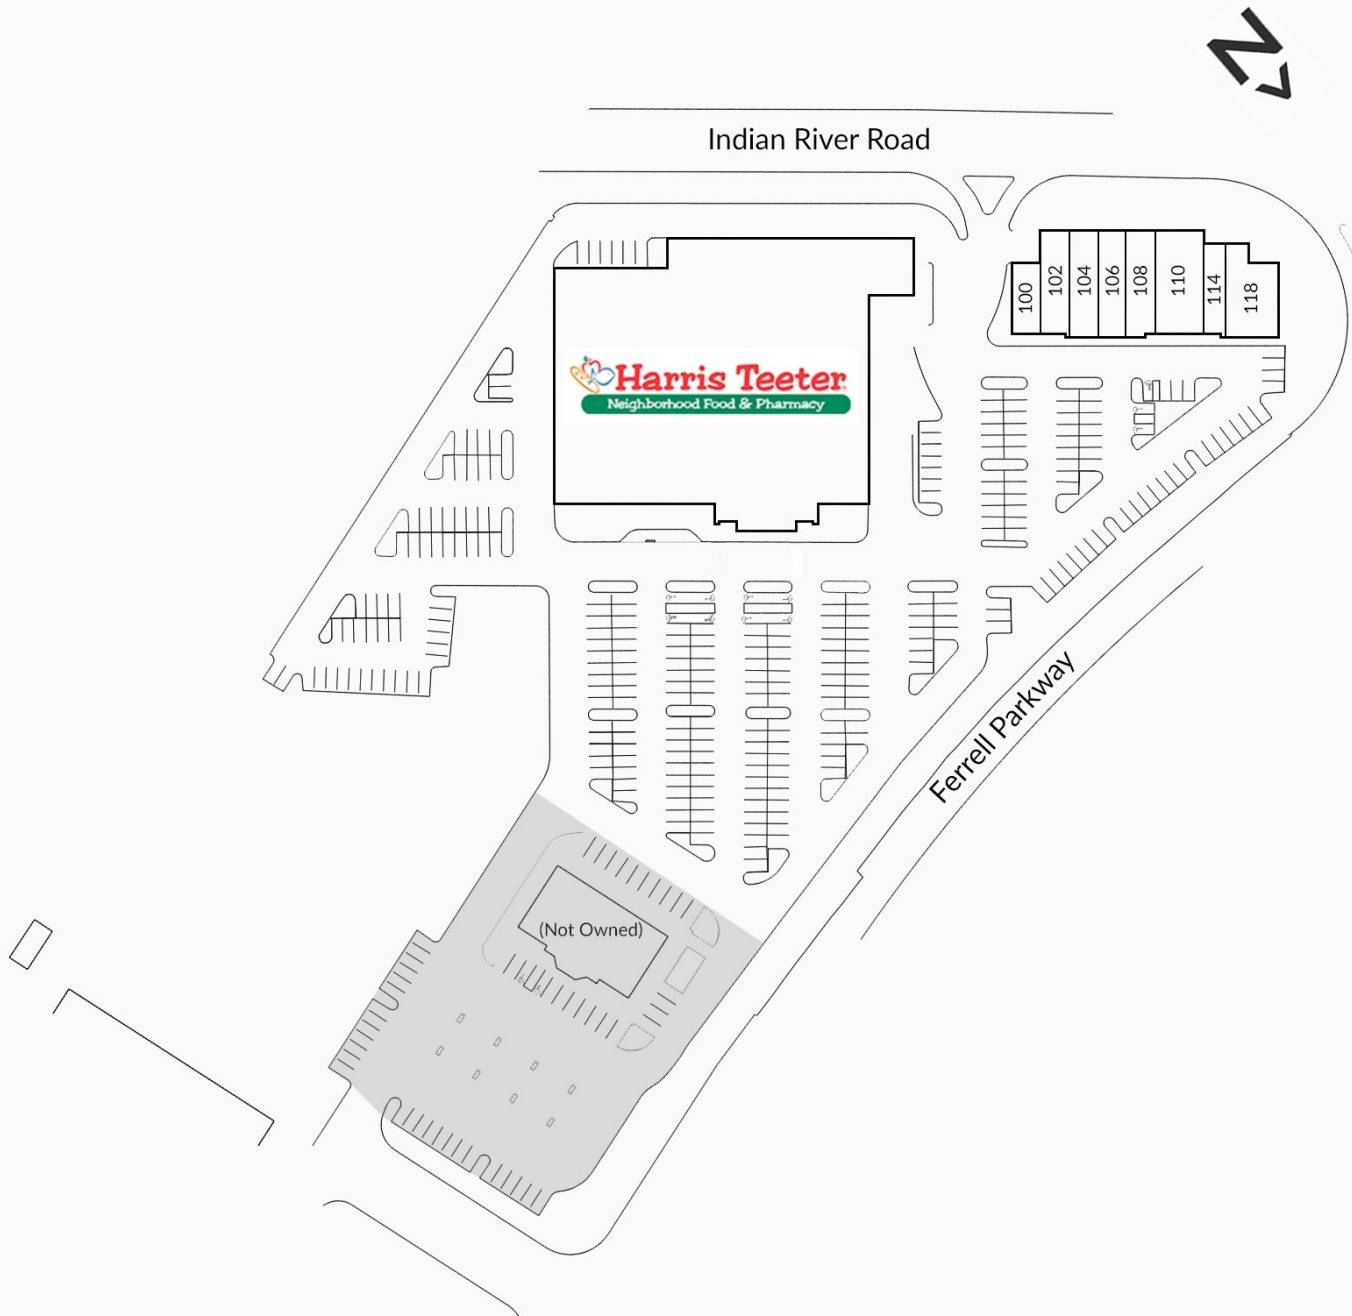 N
Indian River Road
100
102
104
106
108
110
114
118
Harris Teeter
Neighborhood Food & Pharmacy
Ferrell Parkway
(Not Owned)